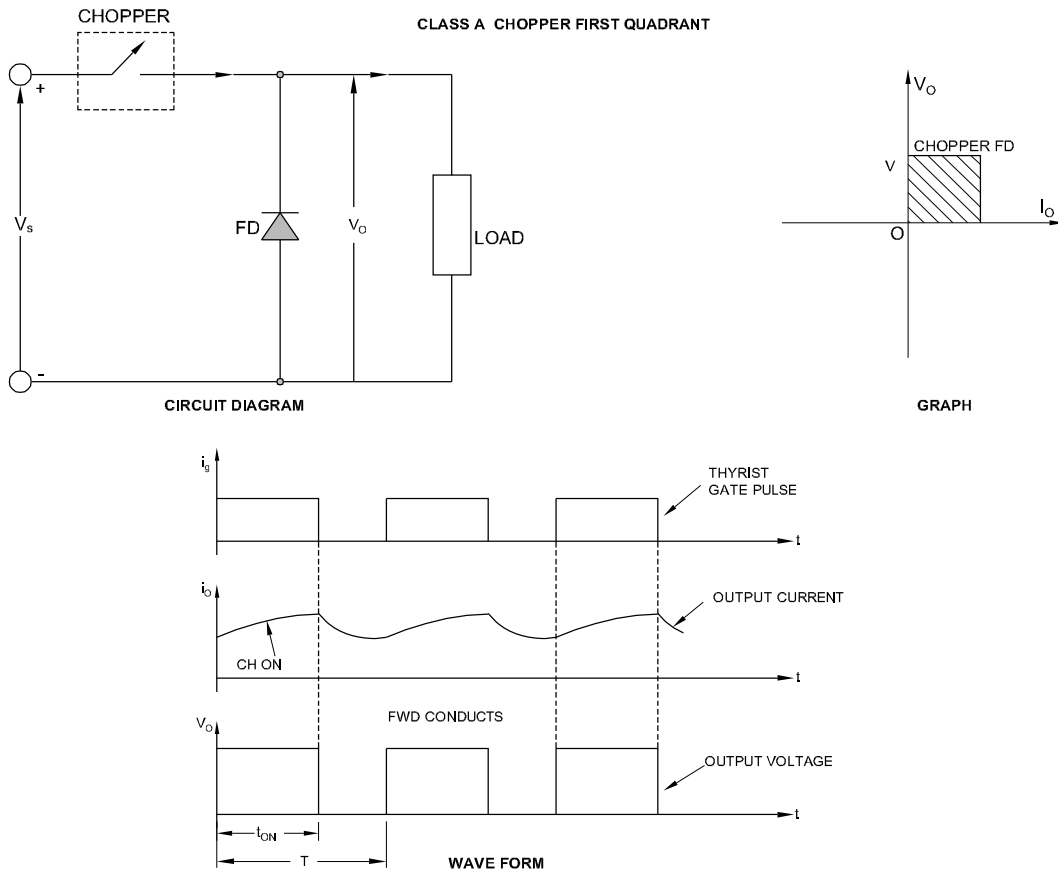 CHOPPER
CLASS A CHOPPER FIRST QUADRANT
+
Vs
FD
VO
LOAD
-
CIRCUIT DIAGRAM
VO
CHOPPER FD
V
IO
O
GRAPH
ig
THYRIST
GATE PULSE
t
iO
OUTPUT CURRENT
CH ON
t
FWD CONDUCTS
VO
OUTPUT VOLTAGE
t
tON
T
WAVE FORM